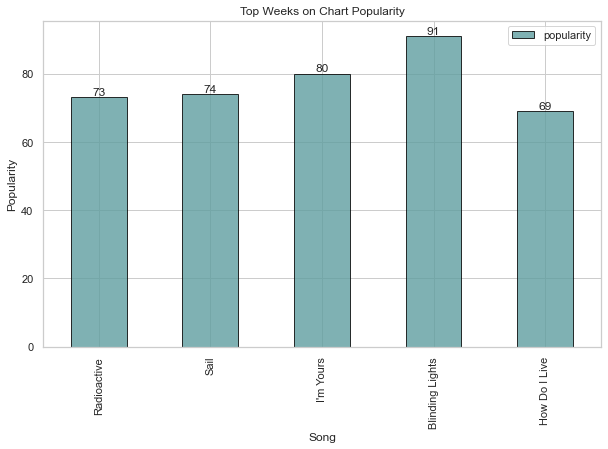 Top Weeks on Chart Popularity
popularity
Popularity
80
60
40
20
0
73
74
80
91
69
Radioactive
Sail
I'm Yours
Blinding Lights
How Do I Live
Song